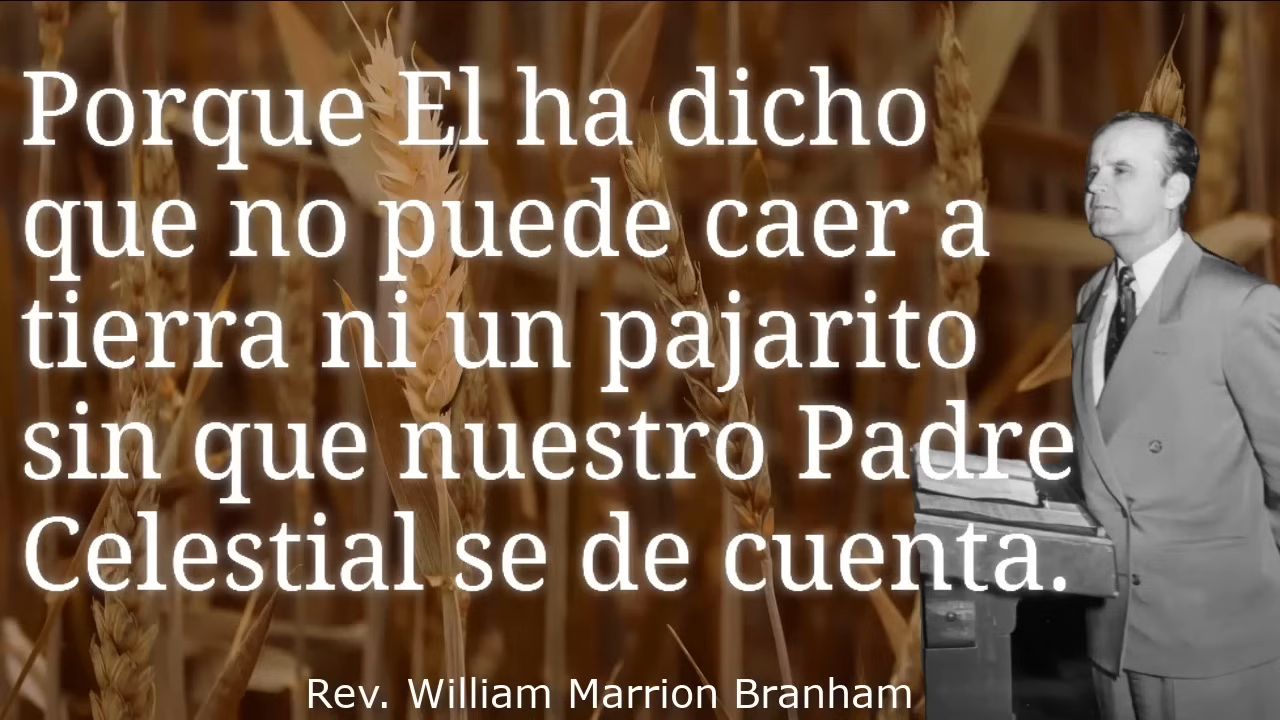 Porque El ha dicho
que no puede caer a
tierra ni un pajarito
sin que nuestro Padre
Celestial se de cuenta.
Rev. William Marrion Branham